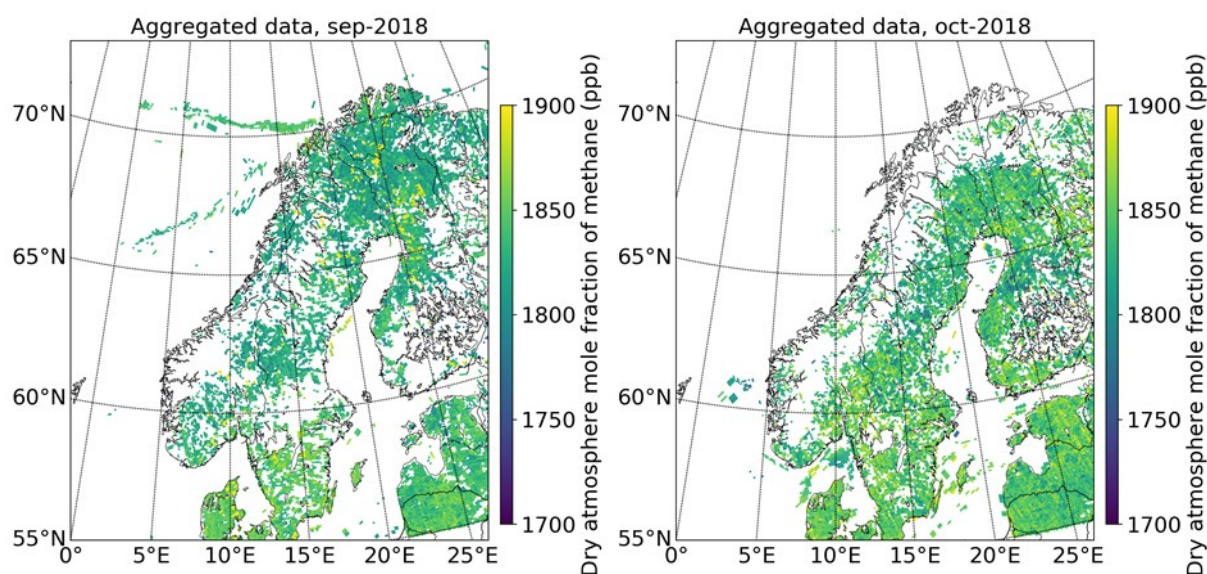 Aggregated data, sep-2018
70°N
65°N
60°N
55°N
0° 5°E 10°E 15°E 20°E 25°E
1900
1850
1800
1750
1700
Dry atmosphere mole fraction of methane (ppb)
Aggregated data, oct-2018
70°N
65°N
60°N
55°N
0° 5°E 10°E 15°E 20°E 25°E
1900
1850
1800
1750
1700
Dry atmosphere mole fraction of methane (ppb)